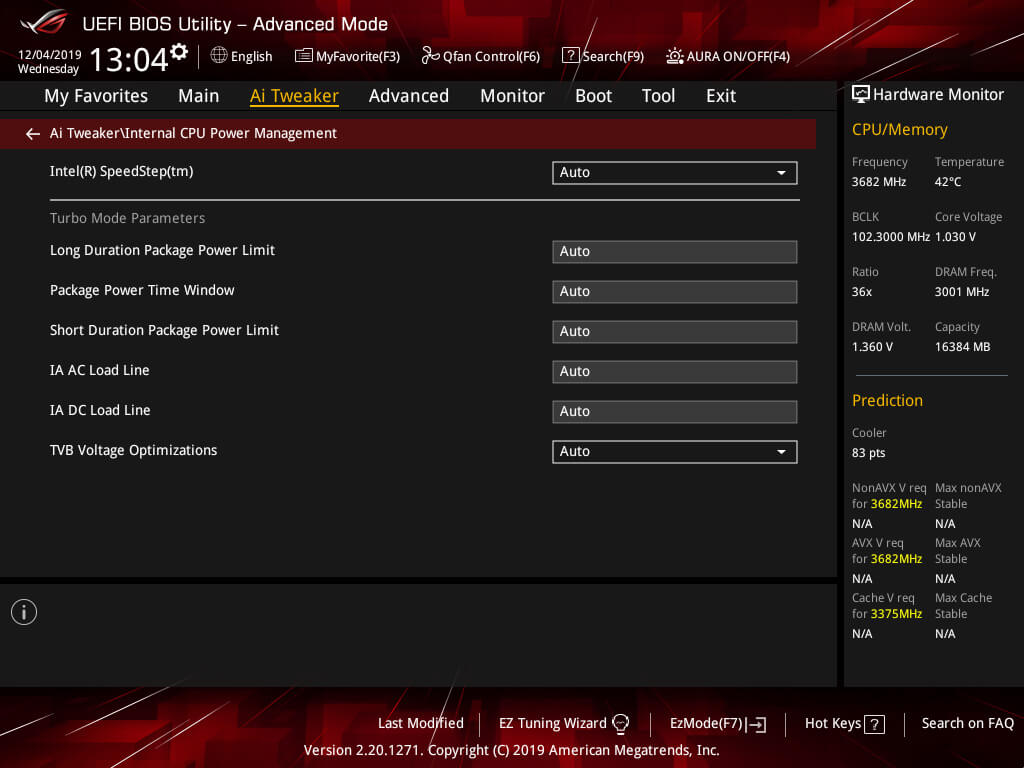 UEFI BIOS Utility – Advanced Mode
12/04/2019
Wednesday
13:04
English
MyFavorite(F3)
Qfan Control(F6)
? Search(F9)
AURA ON/OFF(F4)
My Favorites Main Ai Tweaker Advanced Monitor Boot Tool Exit
← Ai Tweaker\Internal CPU Power Management
Intel(R) SpeedStep(tm) Auto
Turbo Mode Parameters
Long Duration Package Power Limit Auto
Package Power Time Window Auto
Short Duration Package Power Limit Auto
IA AC Load Line Auto
IA DC Load Line Auto
TVB Voltage Optimizations Auto
i
Hardware Monitor
CPU/Memory
Frequency Temperature
3682 MHz 42°C
BCLK Core Voltage
102.3000 MHz 1.030 V
Ratio DRAM Freq.
36x 3001 MHz
DRAM Volt. Capacity
1.360 V 16384 MB
Prediction
Cooler
83 pts
NonAVX V req Max nonAVX
for 3682MHz Stable
N/A N/A
AVX V req Max AVX
for 3682MHz Stable
N/A N/A
Cache V req Max Cache
for 3375MHz Stable
N/A N/A
Last Modified
EZ Tuning Wizard
EzMode(F7)
Hot Keys ?
Search on FAQ
Version 2.20.1271. Copyright (C) 2019 American Megatrends, Inc.